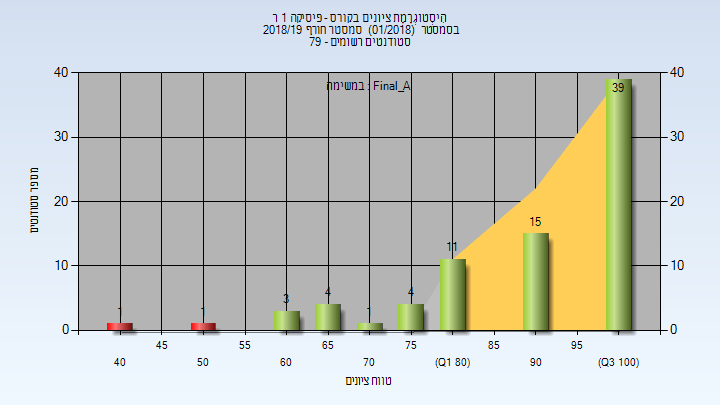 הִיסְטוֹגְרָמַת ציונים בקורס - פיסיקה 1 ר
בסמסטר (01/2018) סמסטר חורף 2018/19
סטודנטים רשומים - 79
במשימה : Final_A
מספר סטודנטים
40 40
30 30
20 20
10 10
0 0
1 1 3 4 1 4 11 15 39
45 55 65 75 85 95
40 50 60 70 (Q1 80) 90 (Q3 100)
טווח ציונים